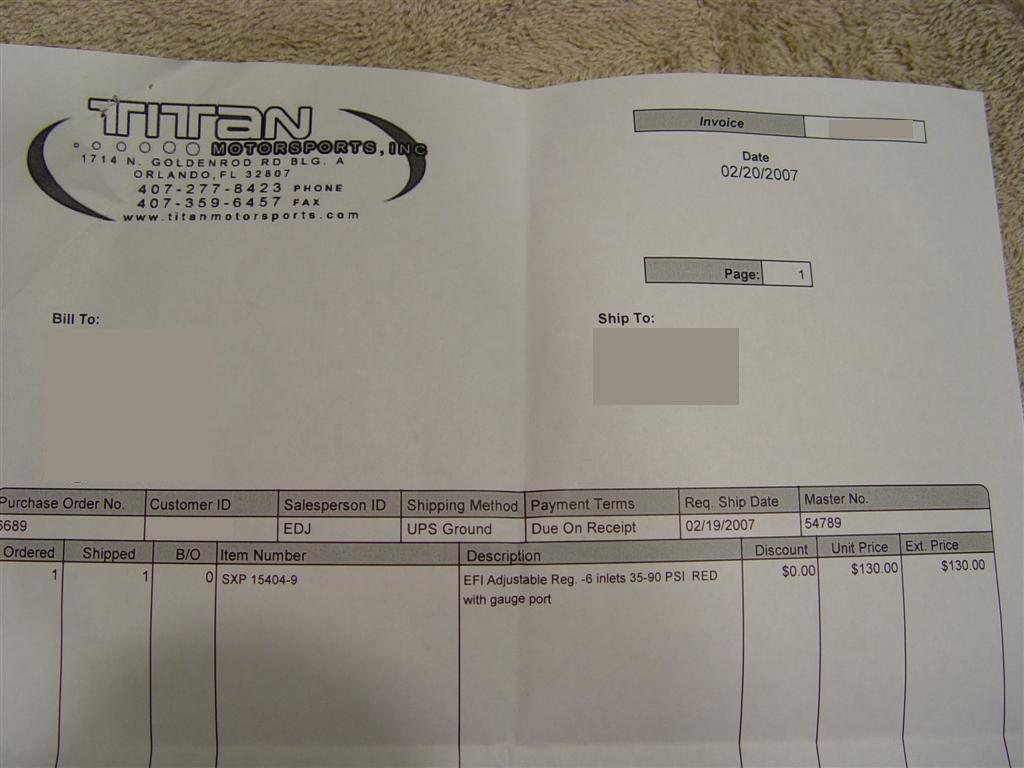 TITAN
MOTORSPORTS, INC
1714 N. GOLDENROD RD BLG. A
ORLANDO, FL 32807
407-277-8423 PHONE
407-359-6457 FAX
www.titanmotorsports.com
Invoice
Date
02/20/2007
Page: 1
Bill To:
Ship To:
Purchase Order No. Customer ID Salesperson ID Shipping Method Payment Terms Req. Ship Date Master No.
6689 EDJ UPS Ground Due On Receipt 02/19/2007 54789
Ordered Shipped B/O Item Number Description Discount Unit Price Ext. Price
1 1 0 SXP 15404-9 EFI Adjustable Reg. -6 inlets 35-90 PSI RED $0.00 $130.00 $130.00
with gauge port